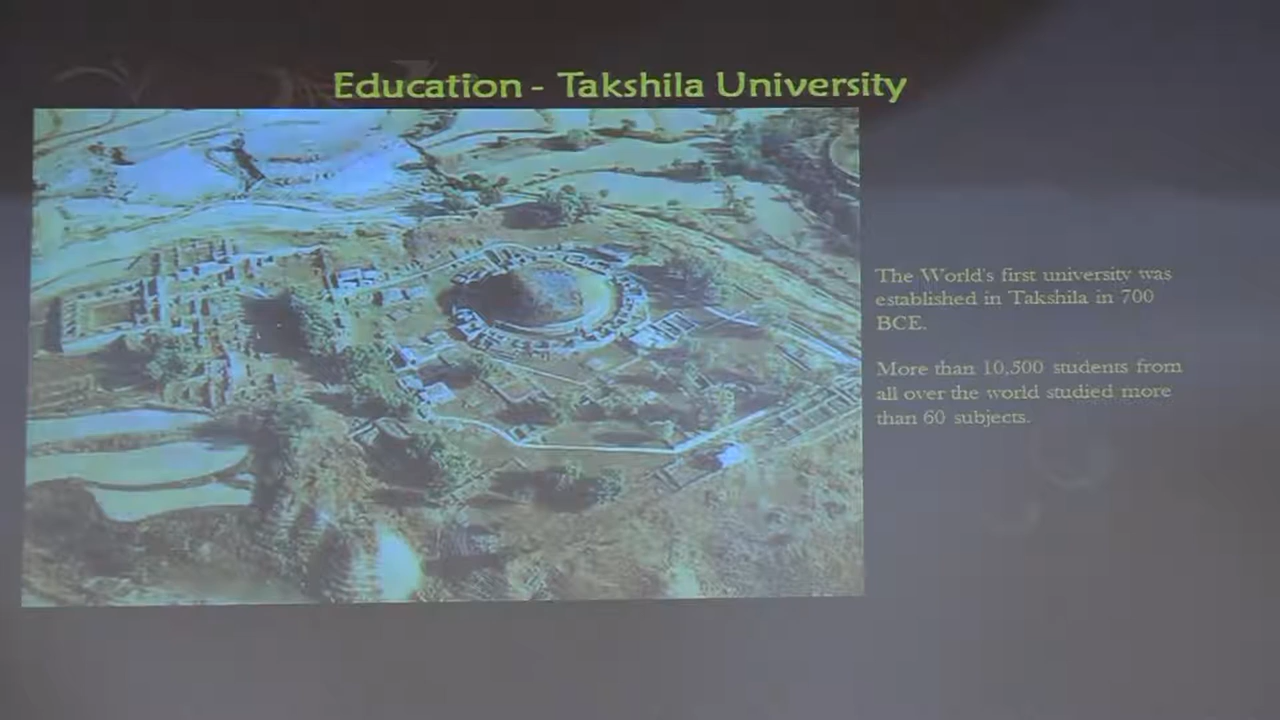 Education - Takshila University
The World's first university was
established in Takshila in 700
BCE.
More than 10,500 students from
all over the world studied more
than 60 subjects.